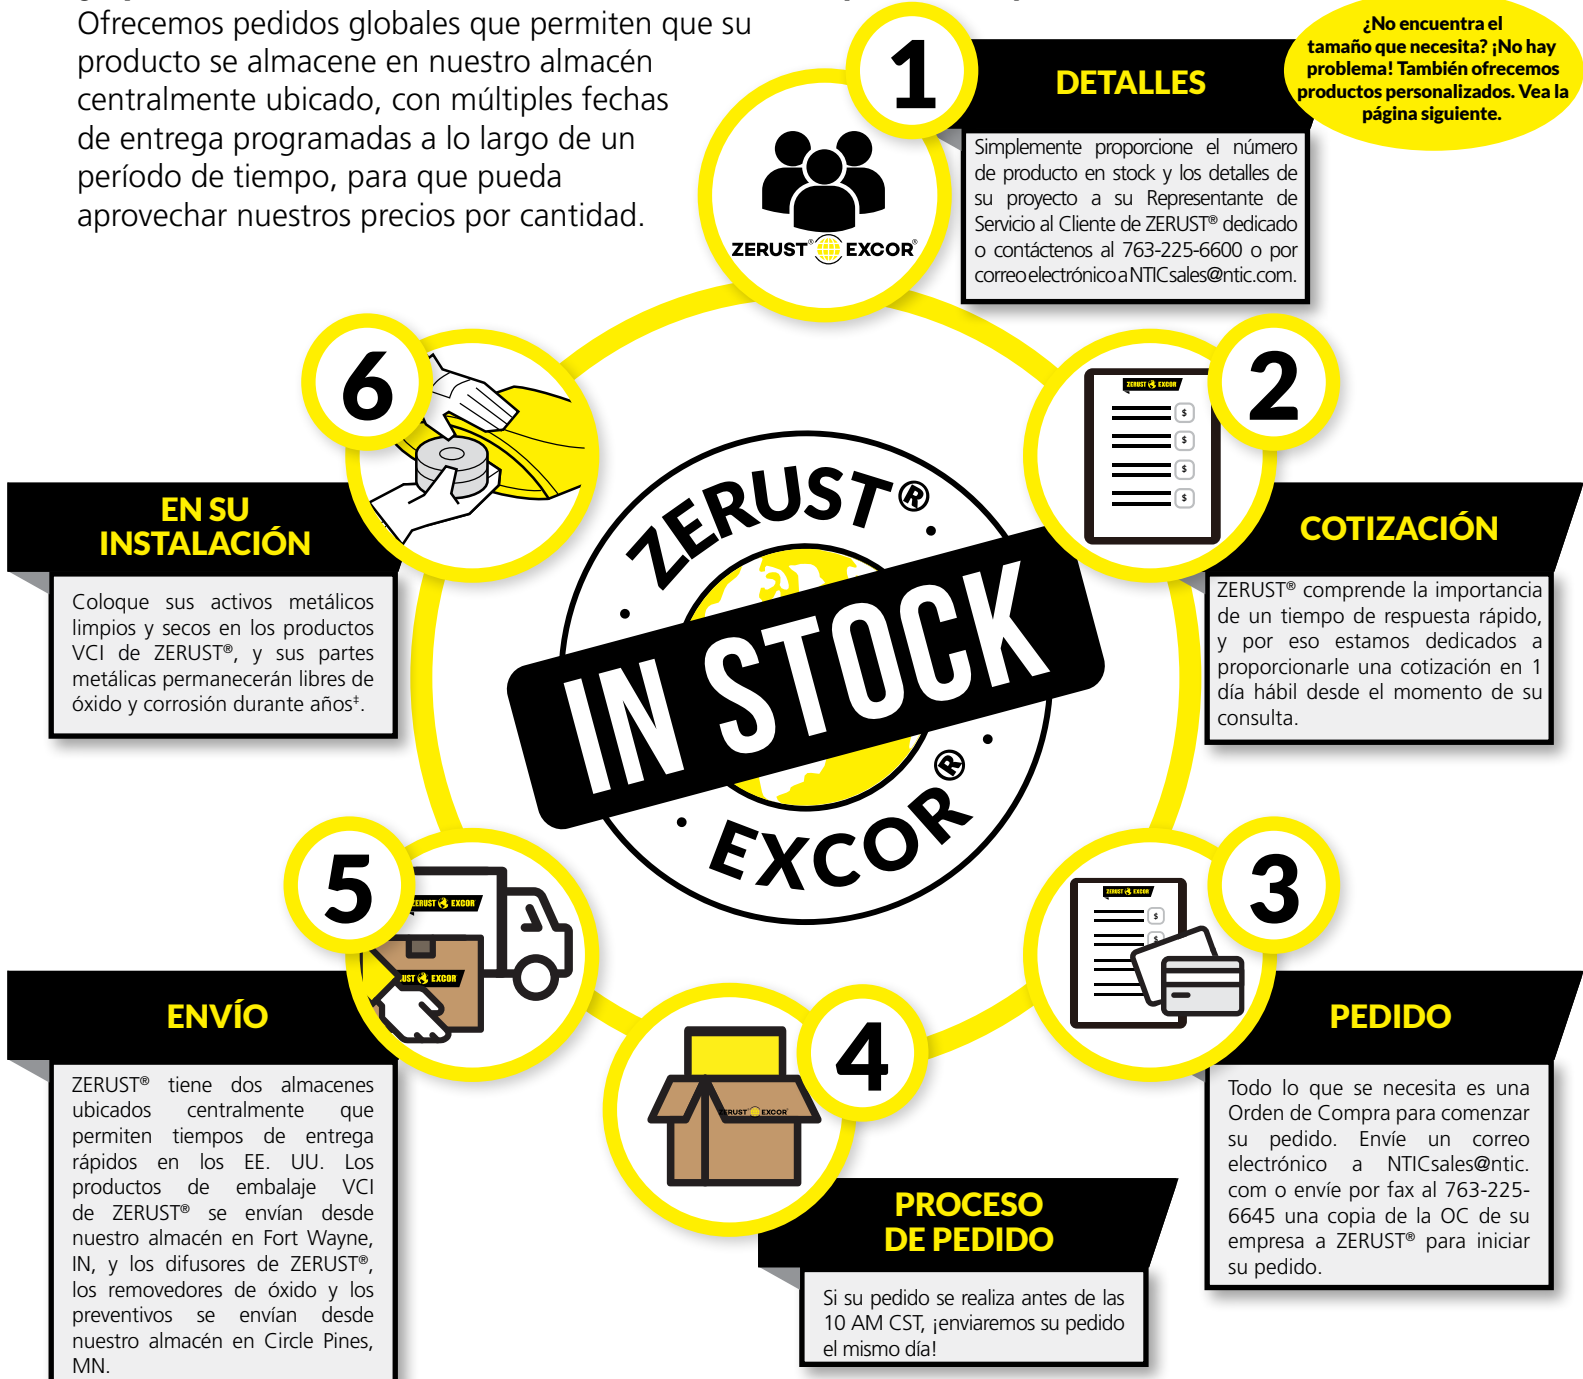 Ofrecemos pedidos globales que permiten que su
producto se almacene en nuestro almacén
centralmente ubicado, con múltiples fechas
de entrega programadas a lo largo de un
período de tiempo, para que pueda
aprovechar nuestros precios por cantidad.
¿No encuentra el
tamaño que necesita? ¡No hay
problema! También ofrecemos
productos personalizados. Vea la
página siguiente.
1
DETALLES
ZERUST® EXCOR®
Simplemente proporcione el número
de producto en stock y los detalles de
su proyecto a su Representante de
Servicio al Cliente de ZERUST® dedicado
o contáctenos al 763-225-6600 o por
correo electrónico a NTICsales@ntic.com.
2
ZERUST EXCOR
$
$
$
$
COTIZACIÓN
ZERUST® comprende la importancia
de un tiempo de respuesta rápido,
y por eso estamos dedicados a
proporcionarle una cotización en 1
día hábil desde el momento de su
consulta.
ZERUST®
IN STOCK
EXCOR®
3
ZERUST EXCOR
$
$
PEDIDO
Todo lo que se necesita es una
Orden de Compra para comenzar
su pedido. Envíe un correo
electrónico a NTICsales@ntic.
com o envíe por fax al 763-225-
6645 una copia de la OC de su
empresa a ZERUST® para iniciar
su pedido.
4
ZERUST EXCOR
PROCESO
DE PEDIDO
Si su pedido se realiza antes de las
10 AM CST, ¡enviaremos su pedido
el mismo día!
5
ZERUST EXCOR
UST EXCOR
ENVÍO
ZERUST® tiene dos almacenes
ubicados centralmente que
permiten tiempos de entrega
rápidos en los EE. UU. Los
productos de embalaje VCI
de ZERUST® se envían desde
nuestro almacén en Fort Wayne,
IN, y los difusores de ZERUST®,
los removedores de óxido y los
preventivos se envían desde
nuestro almacén en Circle Pines,
MN.
6
EN SU
INSTALACIÓN
Coloque sus activos metálicos
limpios y secos en los productos
VCI de ZERUST®, y sus partes
metálicas permanecerán libres de
óxido y corrosión durante años‡.